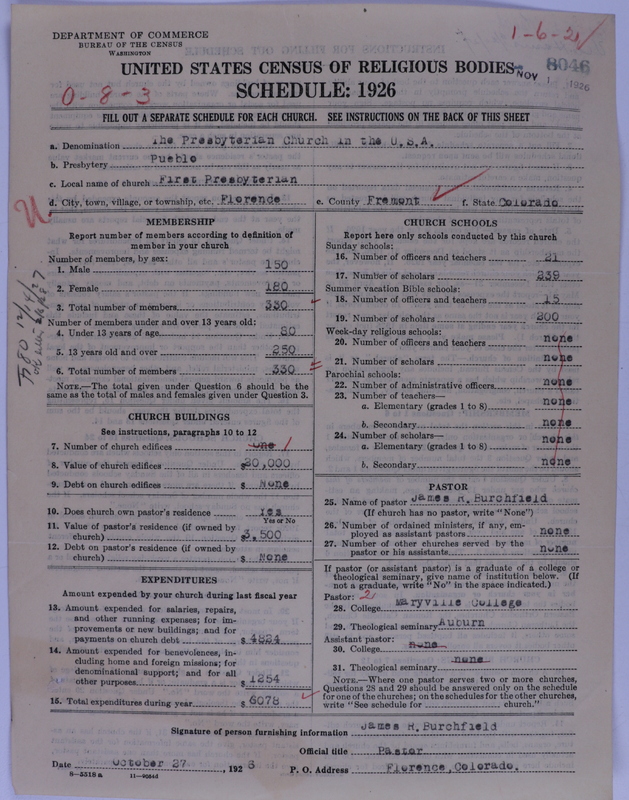 DEPARTMENT OF COMMERCE
BUREAU OF THE CENSUS
WASHINGTON
1-6-21
8046
NOV 1 1926
UNITED STATES CENSUS OF RELIGIOUS BODIES
SCHEDULE: 1926
0-8-3
FILL OUT A SEPARATE SCHEDULE FOR EACH CHURCH. SEE INSTRUCTIONS ON THE BACK OF THIS SHEET
a. Denomination The Presbyterian Church in the U.S.A.
b. Presbytery Pueblo
c. Local name of church First Presbyterian
d. City, town, village, or township, etc. Florence e. County Fremont f. State Colorado
MEMBERSHIP
Report number of members according to definition of
member in your church
Number of members, by sex:
1. Male 150
2. Female 180
3. Total number of members 330
Number of members under and over 13 years old:
4. Under 13 years of age 80
5. 13 years old and over 250
6. Total number of members 330
NOTE.—The total given under Question 6 should be the
same as the total of males and females given under Question 3.
CHURCH BUILDINGS
See instructions, paragraphs 10 to 12
7. Number of church edifices one 1
8. Value of church edifices $20,000
9. Debt on church edifices $ None
10. Does church own pastor's residence Yes
Yes or No
11. Value of pastor's residence (if owned by
church) $3,500
12. Debt on pastor's residence (if owned by
church) $ None
EXPENDITURES
Amount expended by your church during last fiscal year
13. Amount expended for salaries, repairs,
and other running expenses; for im-
provements or new buildings; and for
payments on church debt $ 4824
14. Amount expended for benevolences, in-
cluding home and foreign missions; for
denominational support; and for all
other purposes $ 1254
15. Total expenditures during year $ 6078
CHURCH SCHOOLS
Report here only schools conducted by this church
Sunday schools:
16. Number of officers and teachers 21
17. Number of scholars 239
Summer vacation Bible schools:
18. Number of officers and teachers 15
19. Number of scholars 200
Week-day religious schools:
20. Number of officers and teachers none
21. Number of scholars none
Parochial schools:
22. Number of administrative officers none
23. Number of teachers—
a. Elementary (grades 1 to 8) none
b. Secondary none
24. Number of scholars—
a. Elementary (grades 1 to 8) none
b. Secondary none
PASTOR
25. Name of pastor James R. Burchfield
(If church has no pastor, write "None")
26. Number of ordained ministers, if any, em-
ployed as assistant pastors none
27. Number of other churches served by the
pastor or his assistants none
If pastor (or assistant pastor) is a graduate of a college or
theological seminary, give name of institution below. (If
not a graduate, write "No" in the space indicated.)
Pastor: 2
28. College Maryville College
29. Theological seminary Auburn
Assistant pastor:
30. College none
31. Theological seminary none
NOTE.—Where one pastor serves two or more churches,
Questions 28 and 29 should be answered only on the schedule
for one of the churches; on the schedules for the other churches,
write "See schedule for church."
Signature of person furnishing information James R. Burchfield
Official title Pastor
Date October 27, 1926 P. O. Address Florence, Colorado.
8-5518a 11-9064d